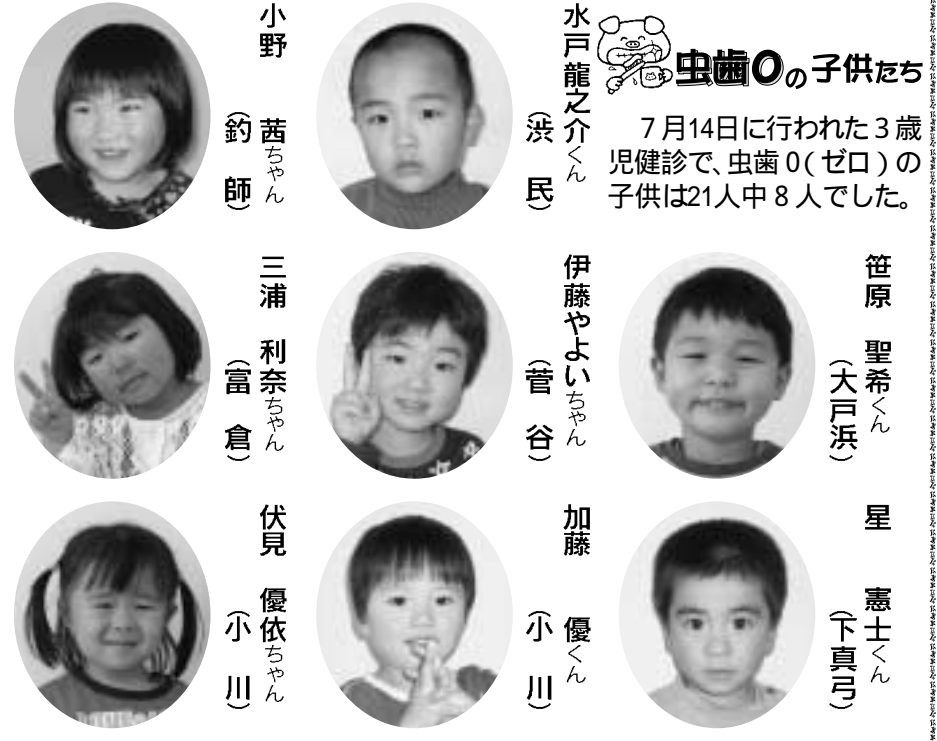 虫歯0の子供たち
７月14日に行われた３歳
児健診で、虫歯０(ゼロ)の
子供は21人中８人でした。
水戸龍之介くん
(渋民)
小野　茜ちゃん
(釣師)
笹原　聖希くん
(大戸浜)
伊藤やよいちゃん
(菅谷)
三浦　利奈ちゃん
(富倉)
星　憲士くん
(下真弓)
加藤　優くん
(小川)
伏見　優依ちゃん
(小川)